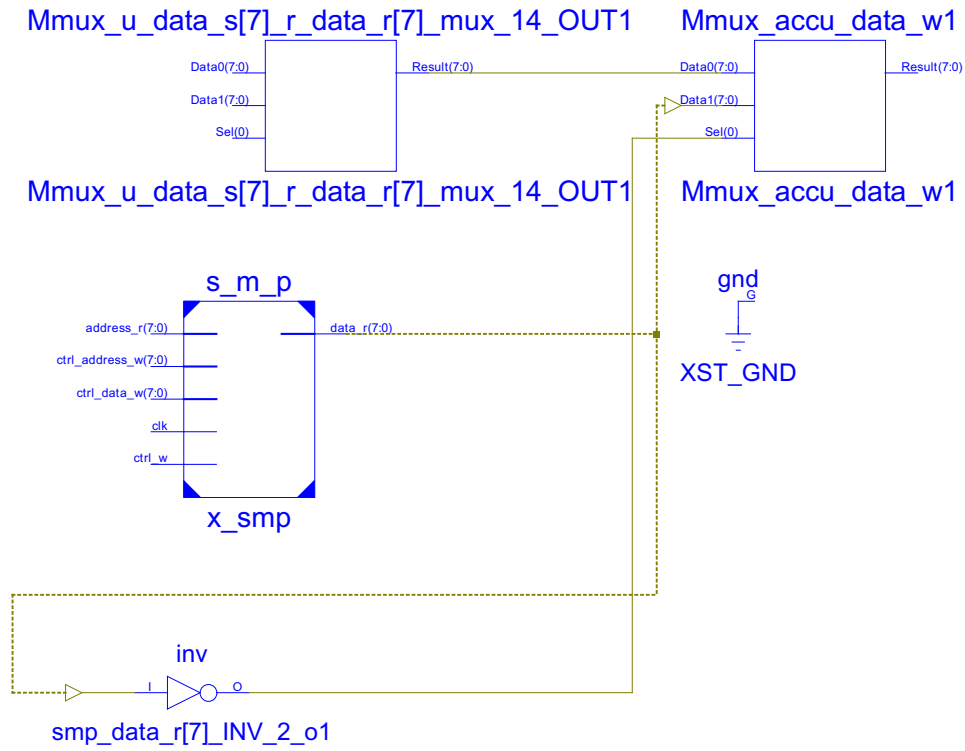 Mmux_u_data_s[7]_r_data_r[7]_mux_14_OUT1
Mmux_accu_data_w1
Data0(7:0)
Result(7:0)
Data1(7:0)
Sel(0)
Data0(7:0)
Result(7:0)
Data1(7:0)
Sel(0)
Mmux_u_data_s[7]_r_data_r[7]_mux_14_OUT1
Mmux_accu_data_w1
s_m_p
address_r(7:0)
data_r(7:0)
ctrl_address_w(7:0)
ctrl_data_w(7:0)
clk
ctrl_w
x_smp
gnd
G
XST_GND
inv
I
O
smp_data_r[7]_INV_2_o1